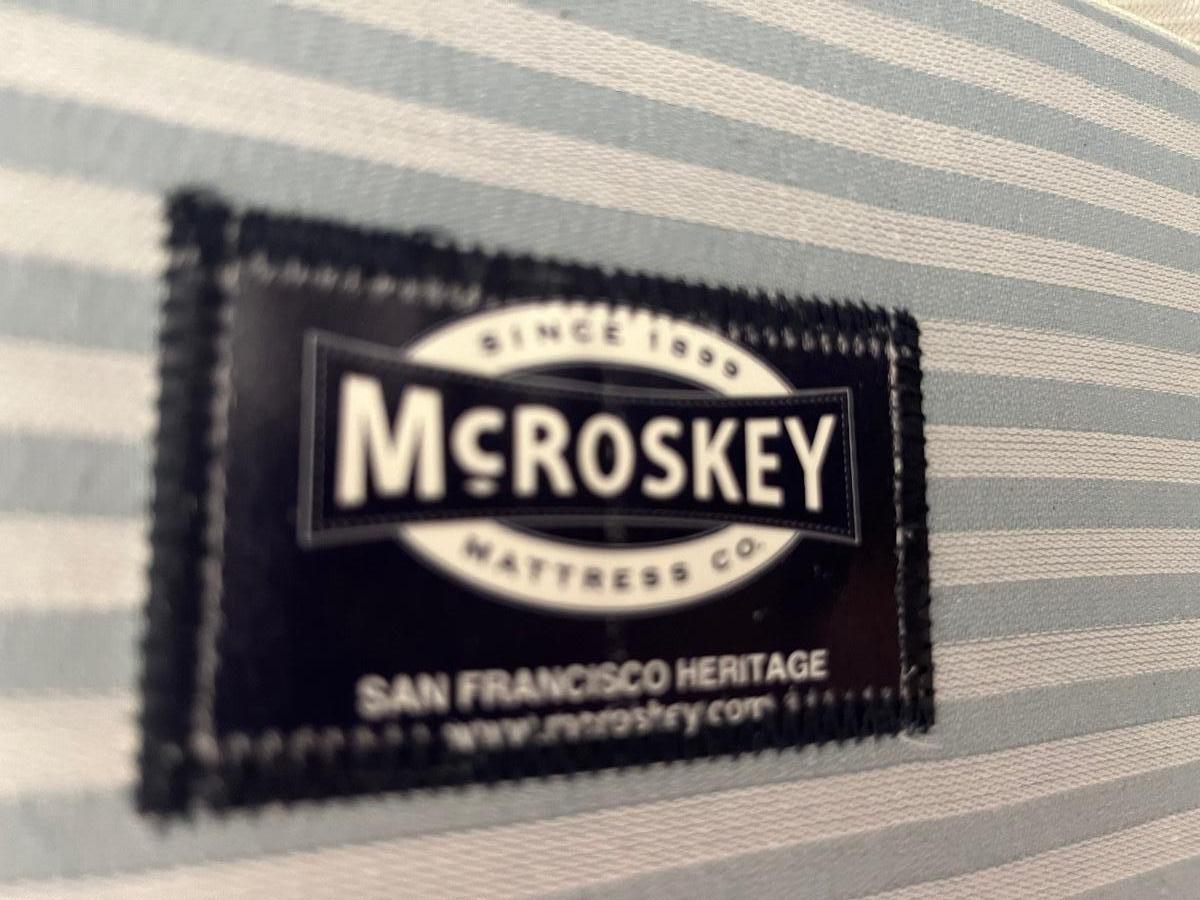 SINCE 1899
McROSKEY
MATTRESS CO.
SAN FRANCISCO HERITAGE
www.mcroskey.com